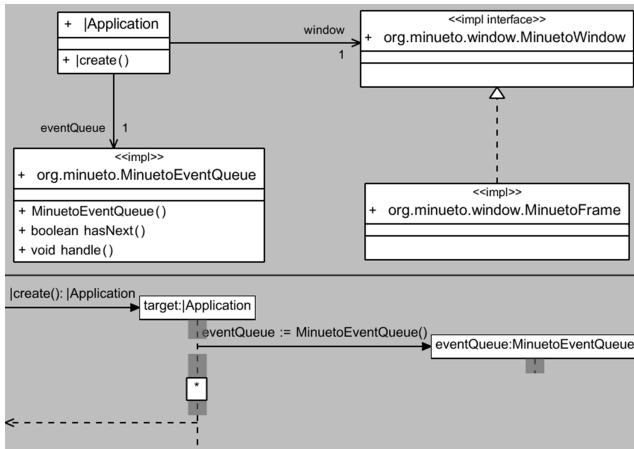 + |Application
+ |create()
window
1
<<impl interface>>
+ org.minueto.window.MinuetoWindow
eventQueue 1
<<impl>>
+ org.minueto.MinuetoEventQueue
+ MinuetoEventQueue()
+ boolean hasNext()
+ void handle()
<<impl>>
+ org.minueto.window.MinuetoFrame
|create(): |Application
target:|Application
eventQueue := MinuetoEventQueue()
eventQueue:MinuetoEventQueue
*